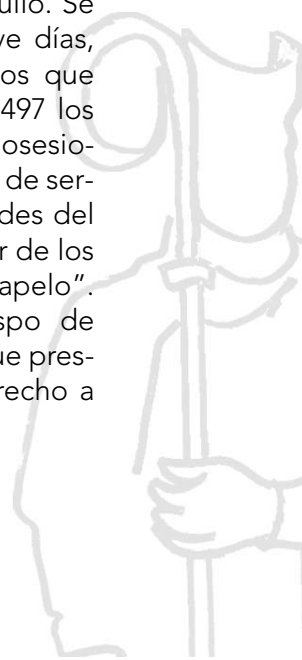 ullo. Se
ve días,
os que
497 los
osesio-
de ser-
des del
r de los
apelo".
spo de
ue pres-
recho a